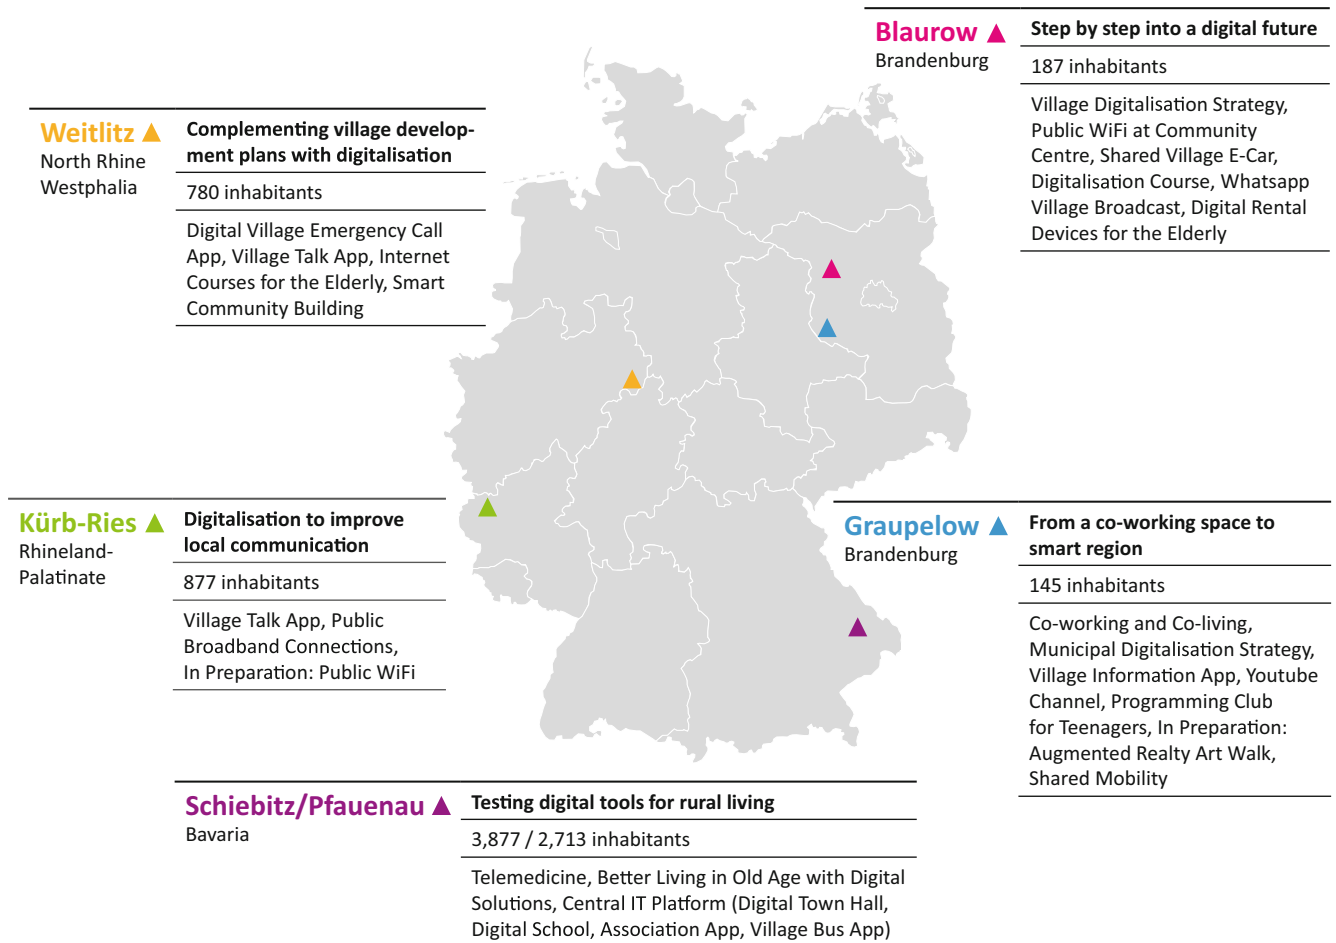 Blaurow
Brandenburg
Step by step into a digital future
187 inhabitants
Village Digitalisation Strategy,
Public WiFi at Community
Centre, Shared Village E-Car,
Digitalisation Course, Whatsapp
Village Broadcast, Digital Rental
Devices for the Elderly
Weitlitz
North Rhine
Westphalia
Complementing village develop-
ment plans with digitalisation
780 inhabitants
Digital Village Emergency Call
App, Village Talk App, Internet
Courses for the Elderly, Smart
Community Building
Kürb-Ries
Rhineland-
Palatinate
Digitalisation to improve
local communication
877 inhabitants
Village Talk App, Public
Broadband Connections,
In Preparation: Public WiFi
Graupelow
Brandenburg
From a co-working space to
smart region
145 inhabitants
Co-working and Co-living,
Municipal Digitalisation Strategy,
Village Information App, Youtube
Channel, Programming Club
for Teenagers, In Preparation:
Augmented Realty Art Walk,
Shared Mobility
Schiebitz/Pfauenau
Bavaria
Testing digital tools for rural living
3,877 / 2,713 inhabitants
Telemedicine, Better Living in Old Age with Digital
Solutions, Central IT Platform (Digital Town Hall,
Digital School, Association App, Village Bus App)